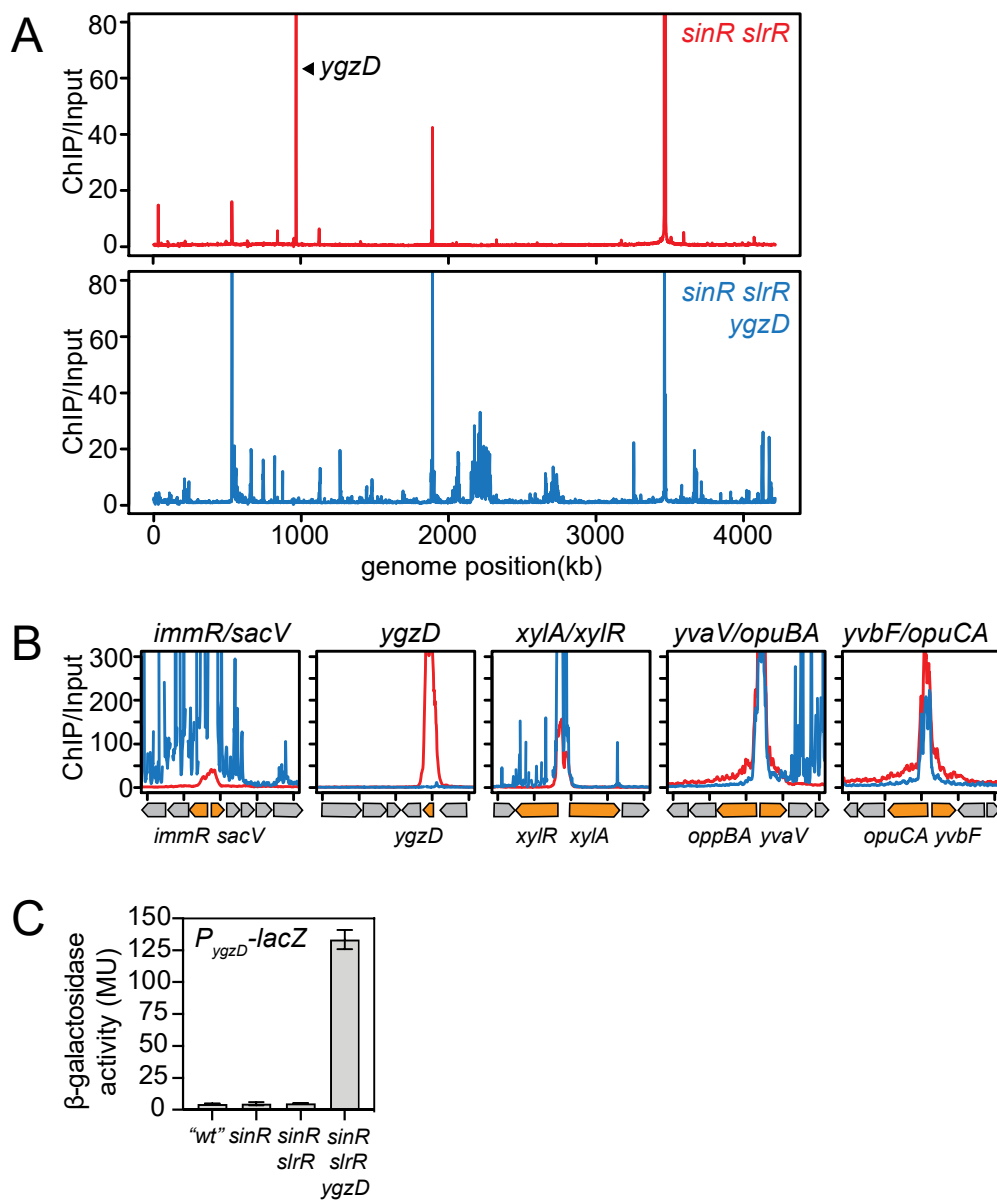 A
80
60
40
20
0
ChIP/Input
sinR slrR
◄ ygzD
80
60
40
20
0
ChIP/Input
sinR slrR
ygzD
0 1000 2000 3000 4000
genome position(kb)
B
immR/sacV ygzD xylA/xylR yvaV/opuBA yvbF/opuCA
300
200
100
0
ChIP/Input
immR sacV ygzD xylR xylA oppBA yvaV opuCA yvbF
C
150
125
100
75
50
25
0
β-galactosidase
activity (MU)
PygzD-lacZ
“wt” sinR sinR sinR
slrR slrR
ygzD